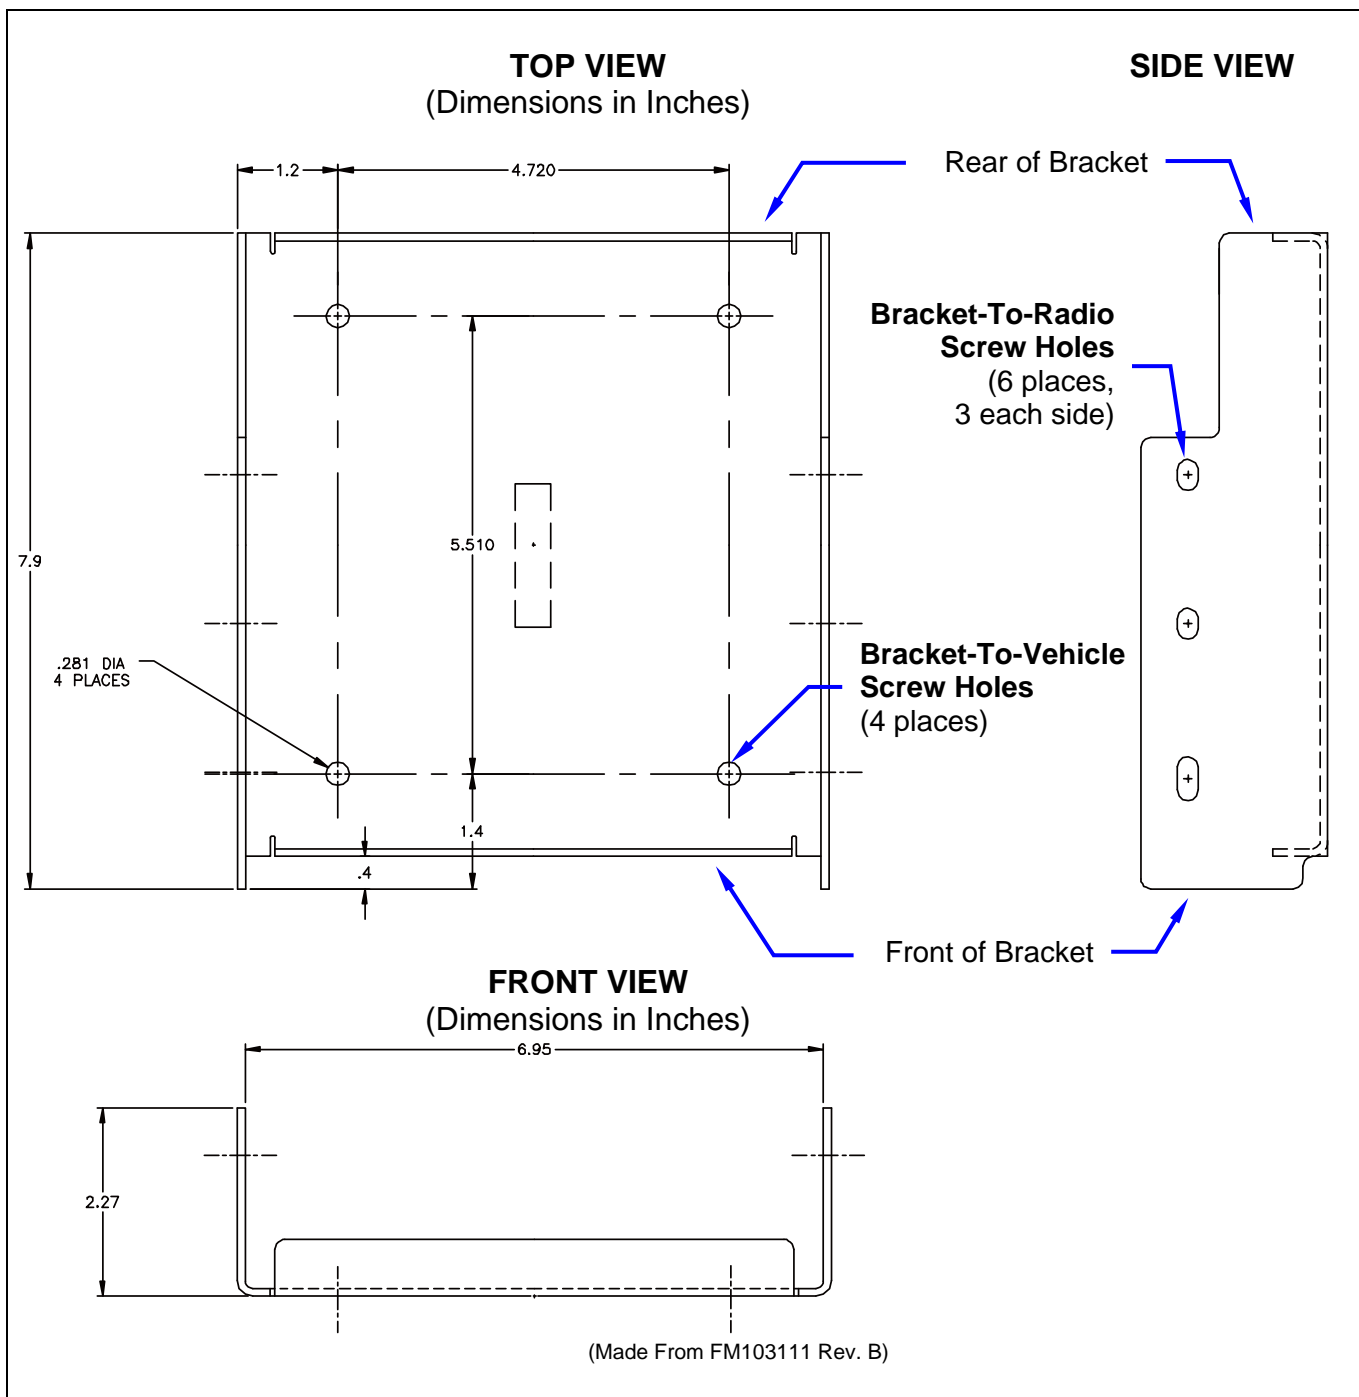 TOP VIEW
(Dimensions in Inches)
SIDE VIEW
1.2
4.720
Rear of Bracket
Bracket-To-Radio
Screw Holes
(6 places,
3 each side)
5.510
7.9
.281 DIA
4 PLACES
Bracket-To-Vehicle
Screw Holes
(4 places)
1.4
.4
Front of Bracket
FRONT VIEW
(Dimensions in Inches)
6.95
2.27
(Made From FM103111 Rev. B)